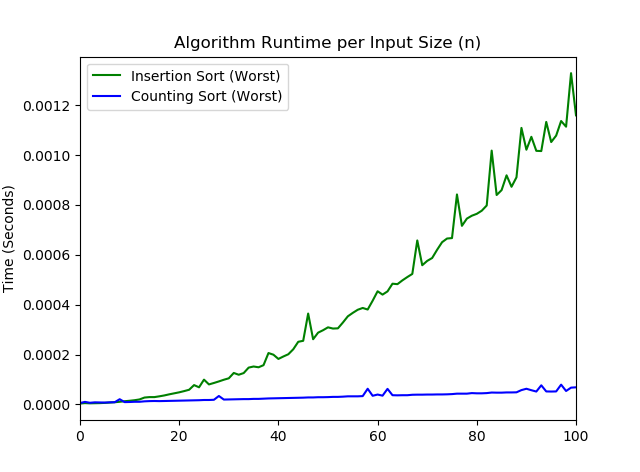 Algorithm Runtime per Input Size (n)
Insertion Sort (Worst)
Counting Sort (Worst)
Time (Seconds)
0.0012
0.0010
0.0008
0.0006
0.0004
0.0002
0.0000
0 20 40 60 80 100